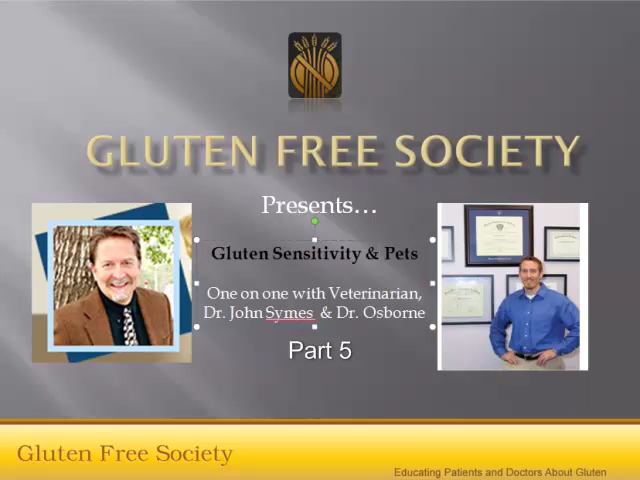 GLUTEN FREE SOCIETY
Presents…
Gluten Sensitivity & Pets
One on one with Veterinarian,
Dr. John Symes & Dr. Osborne
Part 5
Gluten Free Society
Educating Patients and Doctors About Gluten